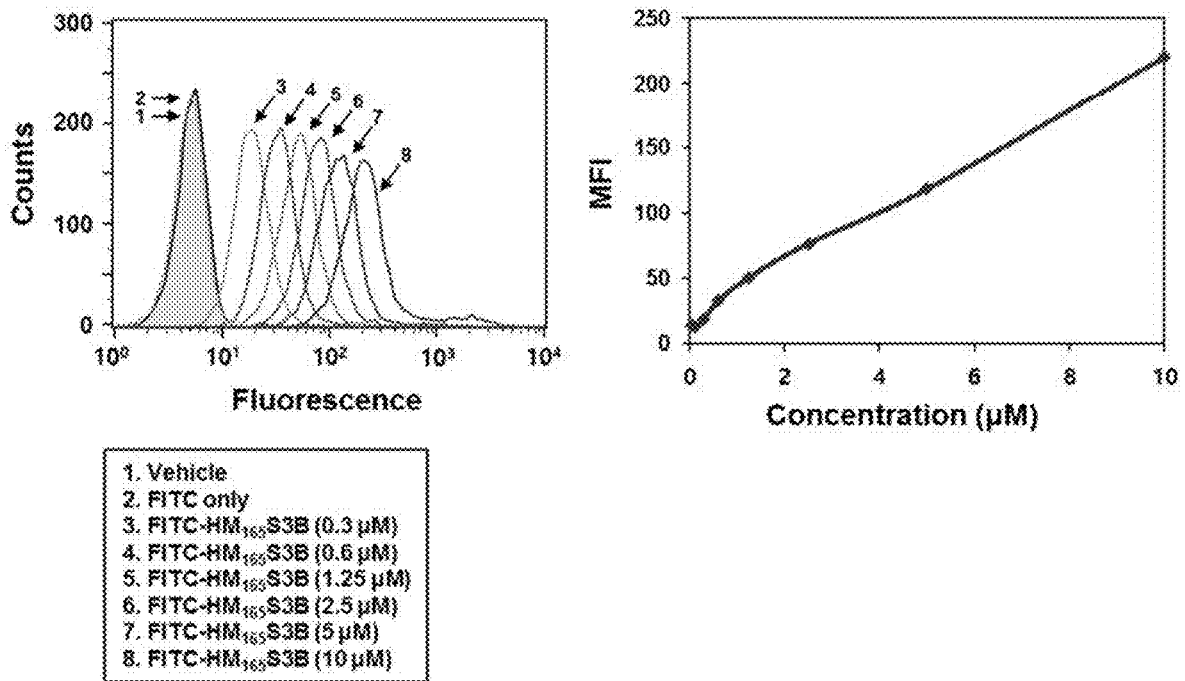 300
200
100
0
Counts
2
1
3
4
5
6
7
8
10⁰
10¹
10²
10³
10⁴
Fluorescence
250
200
150
100
50
0
MFI
0
2
4
6
8
10
Concentration (µM)
1. Vehicle
2. FITC only
3. FITC-HM₁₆₅S3B (0.3 µM)
4. FITC-HM₁₆₅S3B (0.6 µM)
5. FITC-HM₁₆₅S3B (1.25 µM)
6. FITC-HM₁₆₅S3B (2.5 µM)
7. FITC-HM₁₆₅S3B (5 µM)
8. FITC-HM₁₆₅S3B (10 µM)